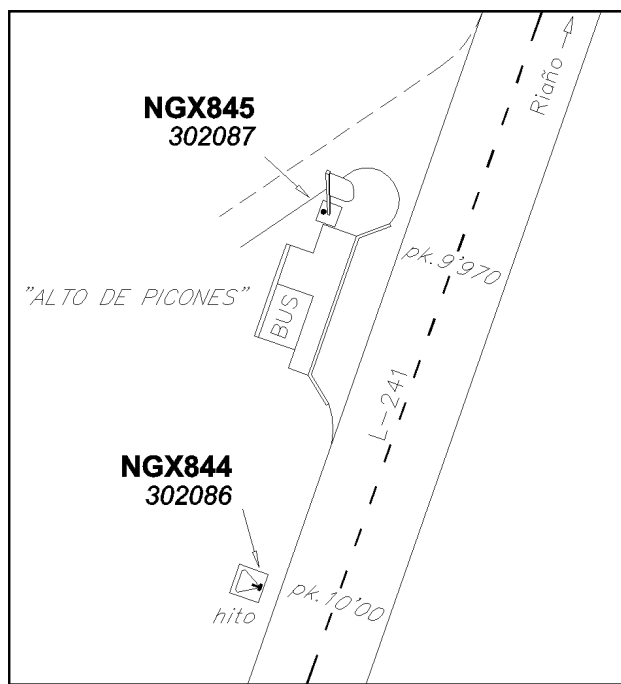 Riaño
NGX845
302087
pk.9'970
"ALTO DE PICONES"
BUS
L-241
NGX844
302086
pk.10'00
hito